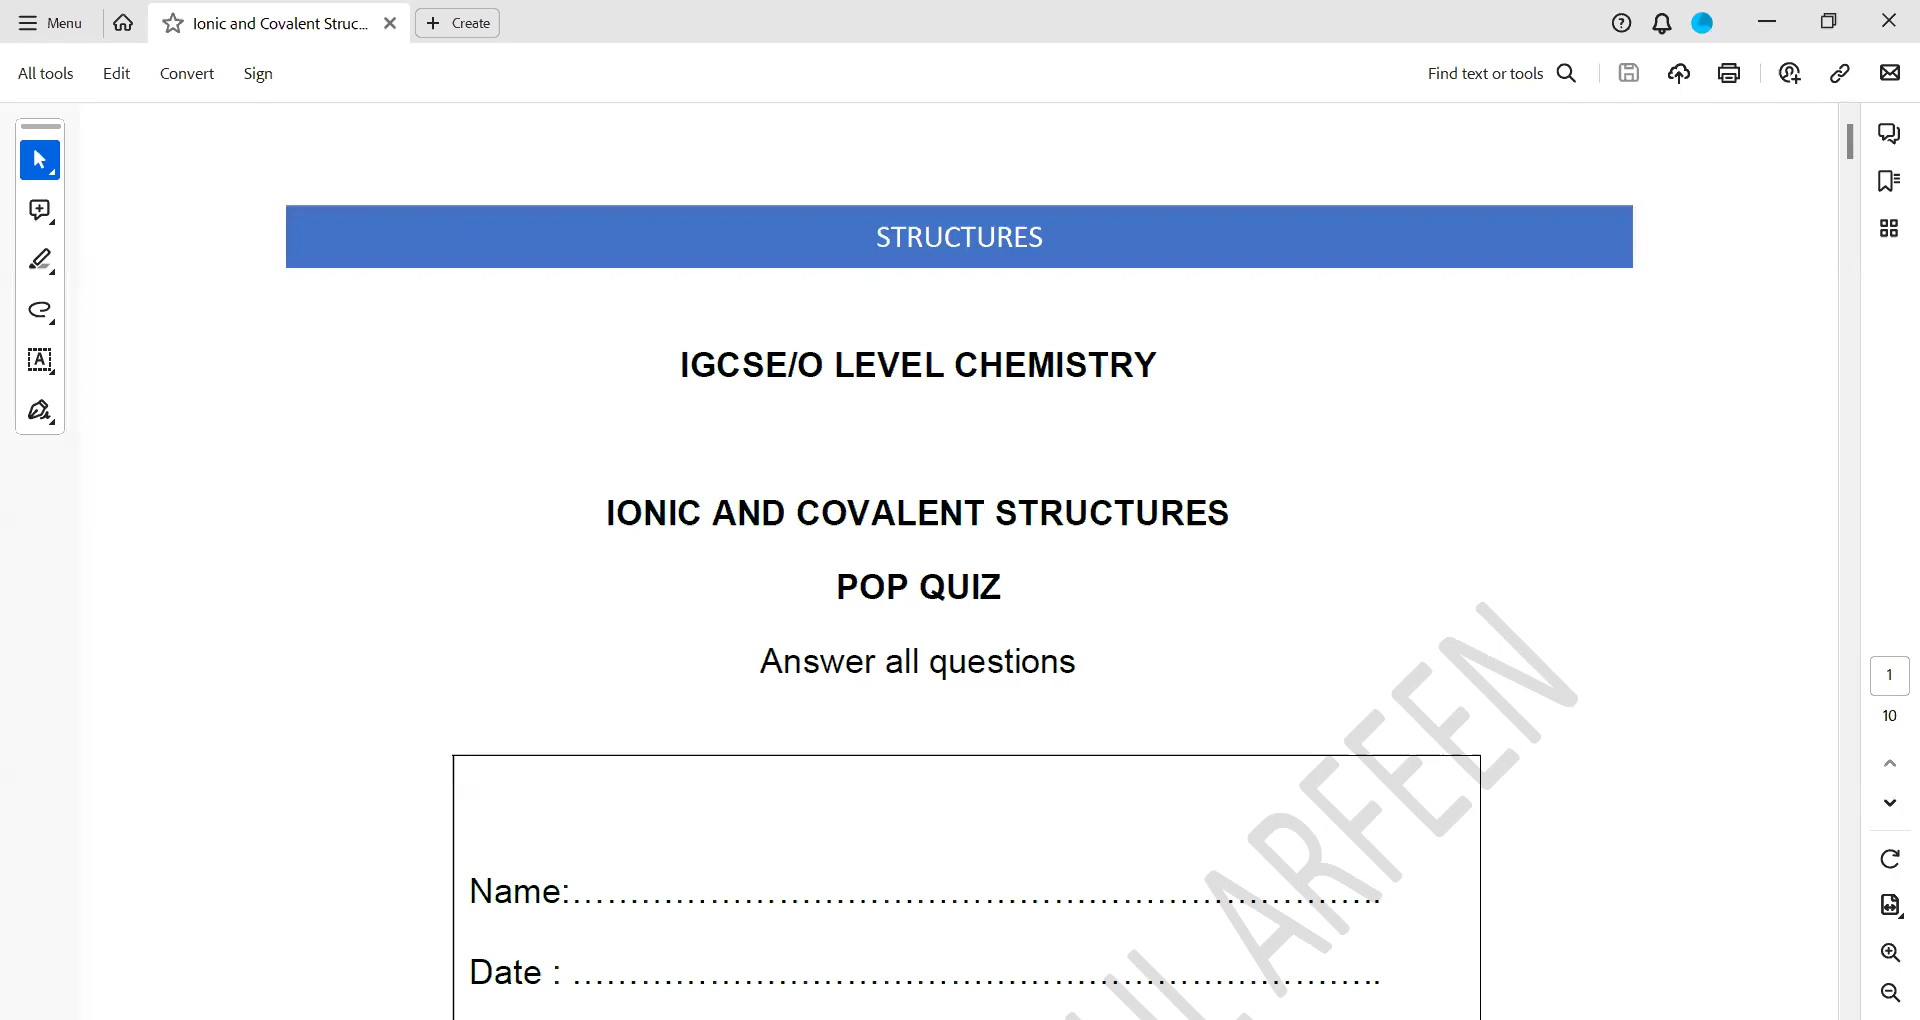 Menu
Ionic and Covalent Struc...
Create
All tools
Edit
Convert
Sign
Find text or tools
STRUCTURES
IGCSE/O LEVEL CHEMISTRY
IONIC AND COVALENT STRUCTURES
POP QUIZ
Answer all questions
Name:..............................................................................
Date : ..............................................................................
ARFEEN
1
10